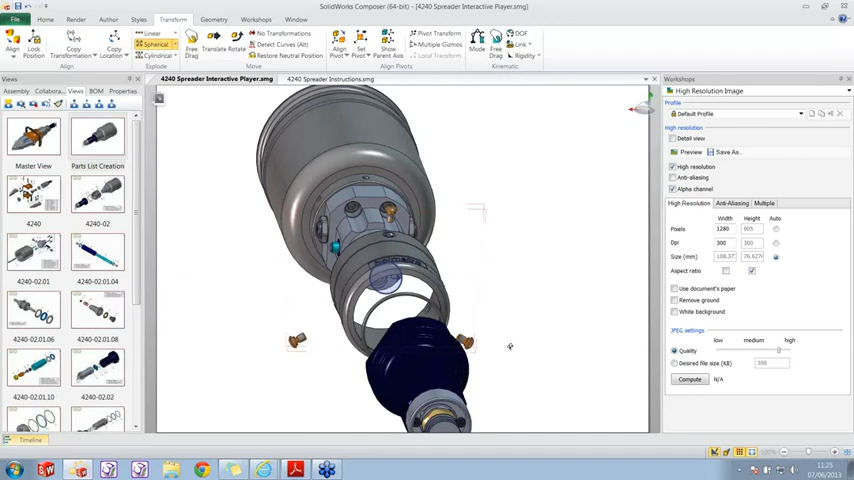 SolidWorks Composer (64-bit) - [4240 Spreader Interactive Player.smg]
File Home Render Author Styles Transform Geometry Workshops Window
Align Lock Position Copy Transformation Copy Location Linear Spherical Cylindrical Free Drag Translate Rotate No Transformations Detect Curves (Alt) Restore Neutral Position Align Pivot Set Pivot Show Parent Axis Pivot Transform Multiple Gizmos Local Transform Mode Free Drag DOF Link Rigidity
Align Explode Move Align Pivots Kinematic
Views
Assembly Collabora... Views BOM Properties
Master View Parts List Creation
4240 4240-02
4240-02.01 4240-02.01.04
4240-02.01.06 4240-02.01.08
4240-02.01.10 4240-02.02
Timeline
4240 Spreader Interactive Player.smg 4240 Spreader Instructions.smg
Workshops
High Resolution Image
Profile
Default Profile
High resolution
Detail view
Preview Save As..
High resolution
Anti-aliasing
Alpha channel
High Resolution Anti-Aliasing Multiple
Width Height Auto
Pixels 1280 905
Dpi 300 300
Size (mm) 108.37 76.627
Aspect ratio
Use document's paper
Remove ground
White background
JPEG settings
low medium high
Quality
Desired file size (KB) 300
Compute N/A
100%
11:25
07/06/2013